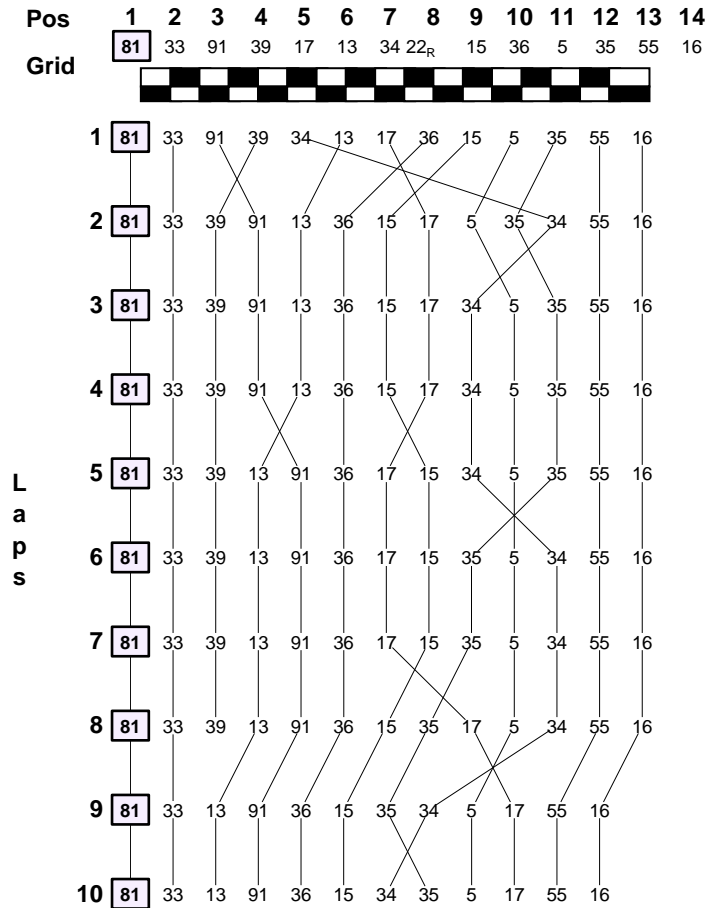 Pos 1 2 3 4 5 6 7 8 9 10 11 12 13 14
81 33 91 39 17 13 34 22R 15 36 5 35 55 16
Grid
1 81 33 91 39 34 13 17 36 15 5 35 55 16
2 81 33 39 91 13 36 15 17 5 35 34 55 16
3 81 33 39 91 13 36 15 17 34 5 35 55 16
4 81 33 39 91 13 36 15 17 34 5 35 55 16
5 81 33 39 13 91 36 17 15 34 5 35 55 16
L
a
p
s
6 81 33 39 13 91 36 17 15 35 5 34 55 16
7 81 33 39 13 91 36 17 15 35 5 34 55 16
8 81 33 39 13 91 36 15 35 17 5 34 55 16
9 81 33 13 91 36 15 35 34 5 17 55 16
10 81 33 13 91 36 15 34 35 5 17 55 16